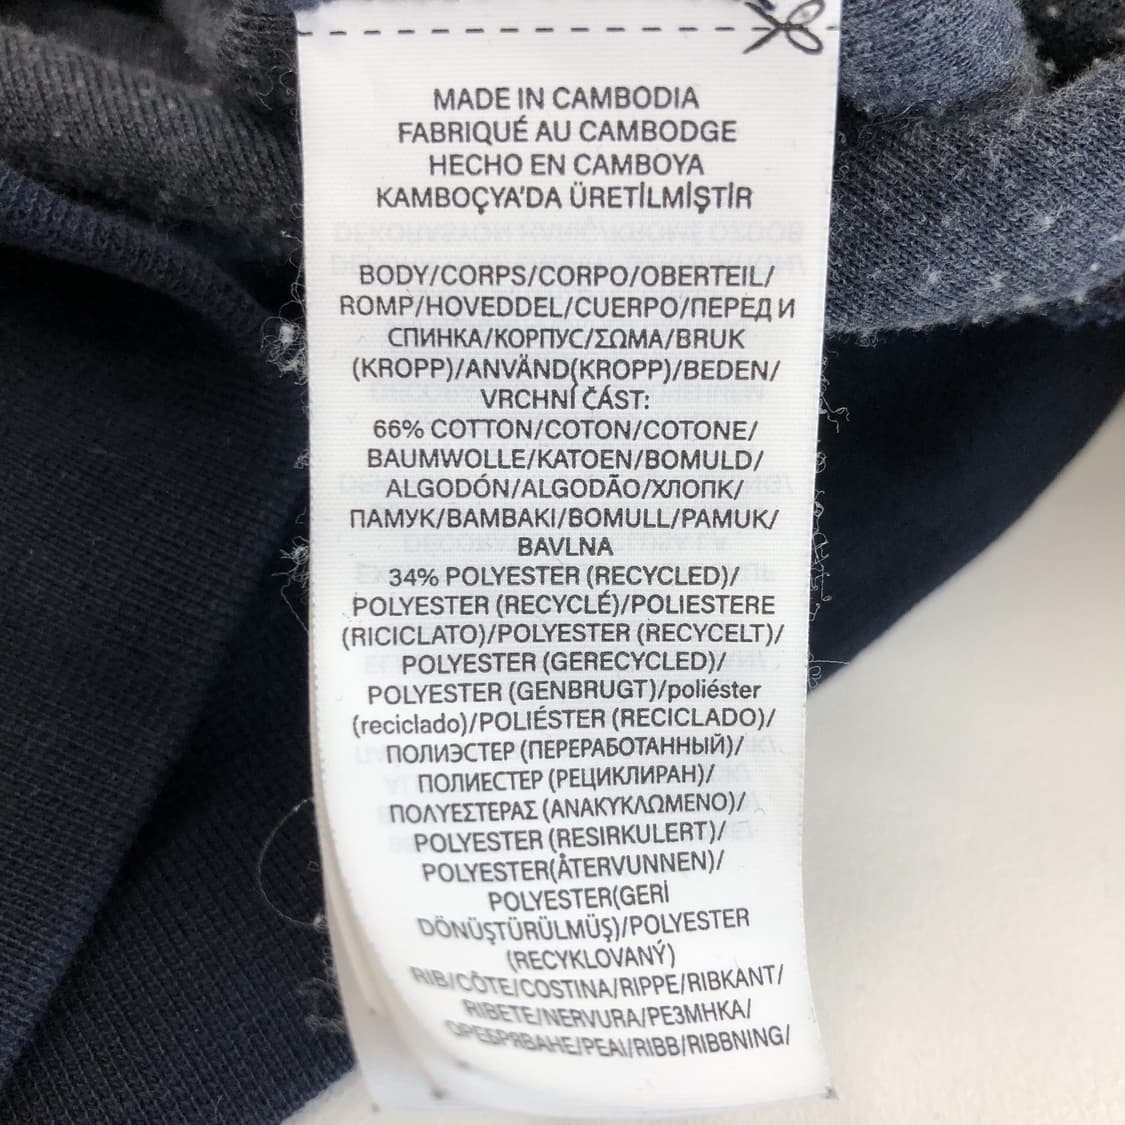 MADE IN CAMBODIA
FABRIQUÉ AU CAMBODGE
HECHO EN CAMBOYA
KAMBOÇYA'DA ÜRETİLMİŞTİR
BODY/CORPS/CORPO/OBERTEIL/
ROMP/HOVEDDEL/CUERPO/ПЕРЕД И
СПИНКА/КОРПУС/ΣΩΜΑ/BRUK
(KROPP)/ANVÄND(KROPP)/BEDEN/
VRCHNÍ ČÁST:
66% COTTON/COTON/COTONE/
BAUMWOLLE/KATOEN/BOMULD/
ALGODÓN/ALGODÃO/ХЛОПК/
ПАМУК/ΒΑΜΒΑΚΙ/BOMULL/PAMUK/
BAVLNA
34% POLYESTER (RECYCLED)/
POLYESTER (RECYCLÉ)/POLIESTERE
(RICICLATO)/POLYESTER (RECYCELT)/
POLYESTER (GERECYCLED)/
POLYESTER (GENBRUGT)/poliéster
(reciclado)/POLIÉSTER (RECICLADO)/
ПОЛИЭСТЕР (ПЕРЕРАБОТАННЫЙ)/
ПОЛИЕСТЕР (РЕЦИКЛИРАН)/
ΠΟΛΥΕΣΤΕΡΑΣ (ΑΝΑΚΥΚΛΩΜΕΝΟ)/
POLYESTER (RESIRKULERT)/
POLYESTER(ÅTERVUNNEN)/
POLYESTER(GERİ
DÖNÜŞTÜRÜLMÜŞ)/POLYESTER
(RECYKLOVANÝ)
RIB/CÔTE/COSTINA/RIPPE/RIBKANT/
RIBETE/NERVURA/РЕЗМНКА/
ОРЕБРЯВАНЕ/ΡΕΑΙ/RIBB/RIBBNING/